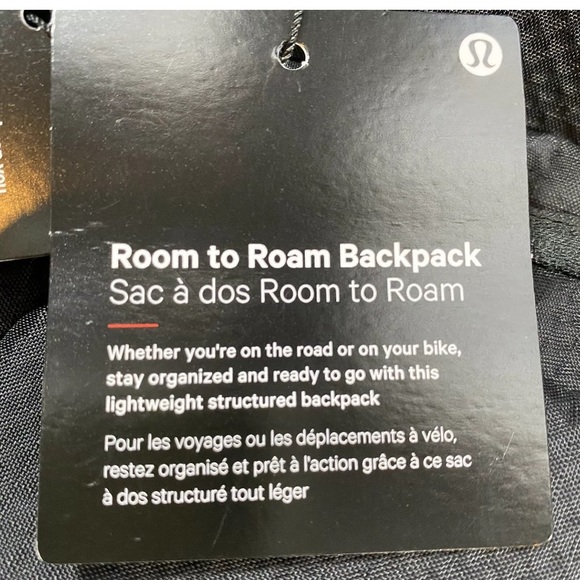 Room to Roam Backpack
Sac à dos Room to Roam
Whether you're on the road or on your bike,
stay organized and ready to go with this
lightweight structured backpack
Pour les voyages ou les déplacements à vélo,
restez organisé et prêt à l'action grâce à ce sac
à dos structuré tout léger